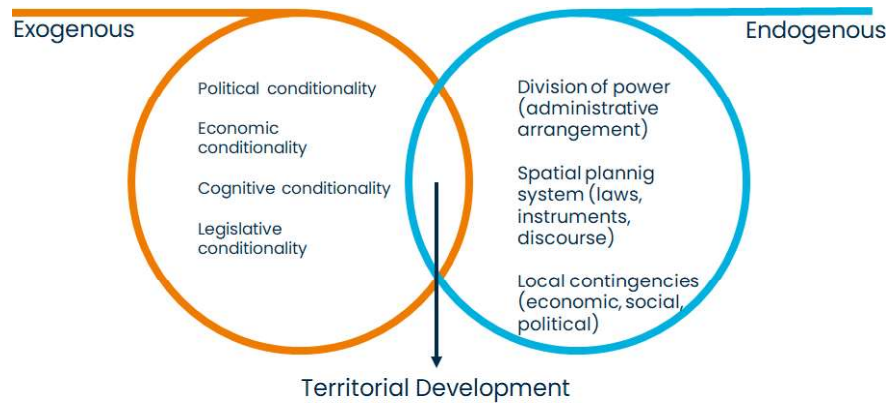 Exogenous
Endogenous
Political conditionality
Economic
conditionality
Cognitive conditionality
Legislative
conditionality
Division of power
(administrative
arrangement)
Spatial plannig
system (laws,
instruments,
discourse)
Local contingencies
(economic, social,
political)
Territorial Development